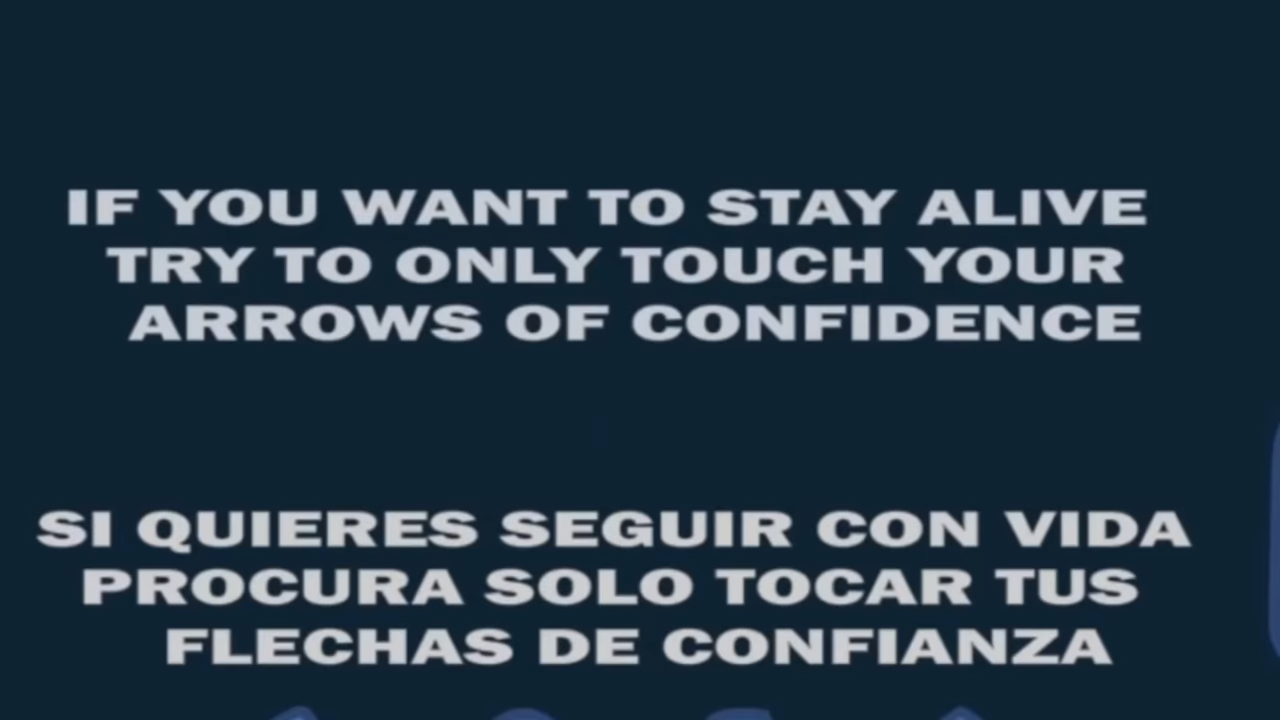 IF YOU WANT TO STAY ALIVE
TRY TO ONLY TOUCH YOUR
ARROWS OF CONFIDENCE
SI QUIERES SEGUIR CON VIDA
PROCURA SOLO TOCAR TUS
FLECHAS DE CONFIANZA